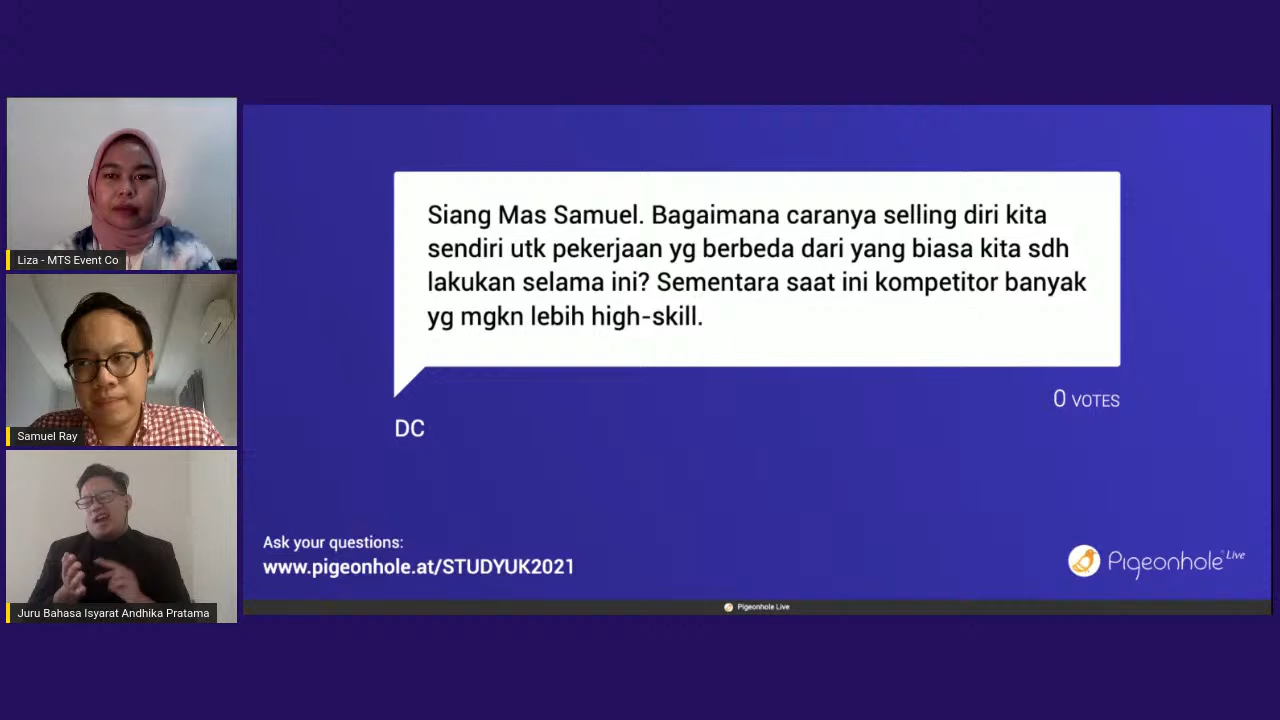 Liza - MTS Event Co
Samuel Ray
Juru Bahasa Isyarat Andhika Pratama
Siang Mas Samuel. Bagaimana caranya selling diri kita
sendiri utk pekerjaan yg berbeda dari yang biasa kita sdh
lakukan selama ini? Sementara saat ini kompetitor banyak
yg mgkn lebih high-skill.
0 VOTES
DC
Ask your questions:
www.pigeonhole.at/STUDYUK2021
Pigeonhole Live
Pigeonhole Live